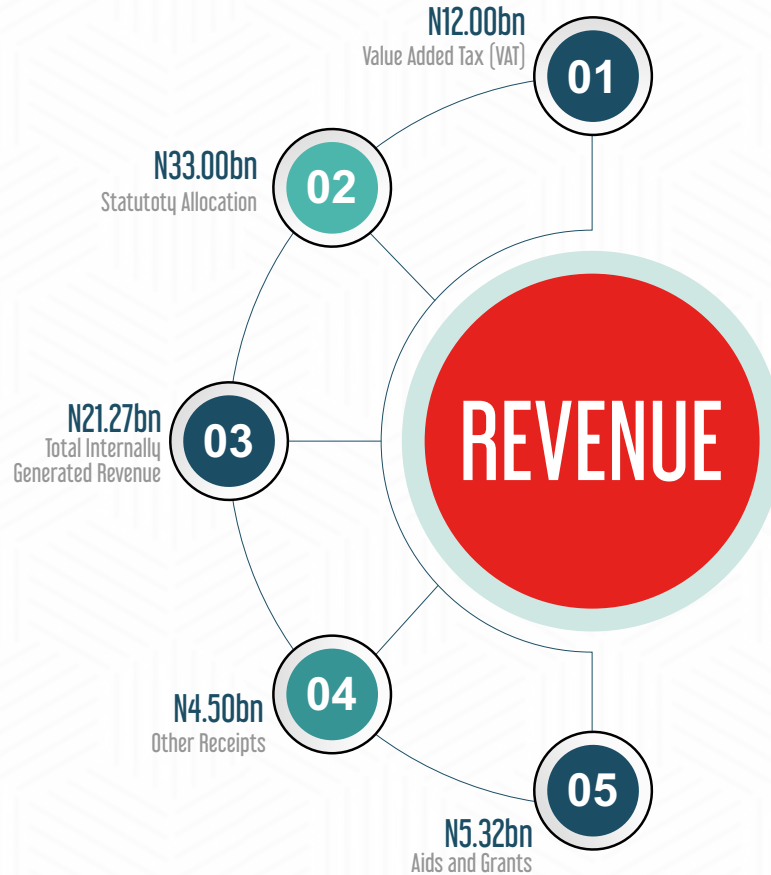 N12.00bn
Value Added Tax (VAT)
01
N33.00bn
Statutoty Allocation
02
N21.27bn
Total Internally
Generated Revenue
03
REVENUE
N4.50bn
Other Receipts
04
N5.32bn
Aids and Grants
05